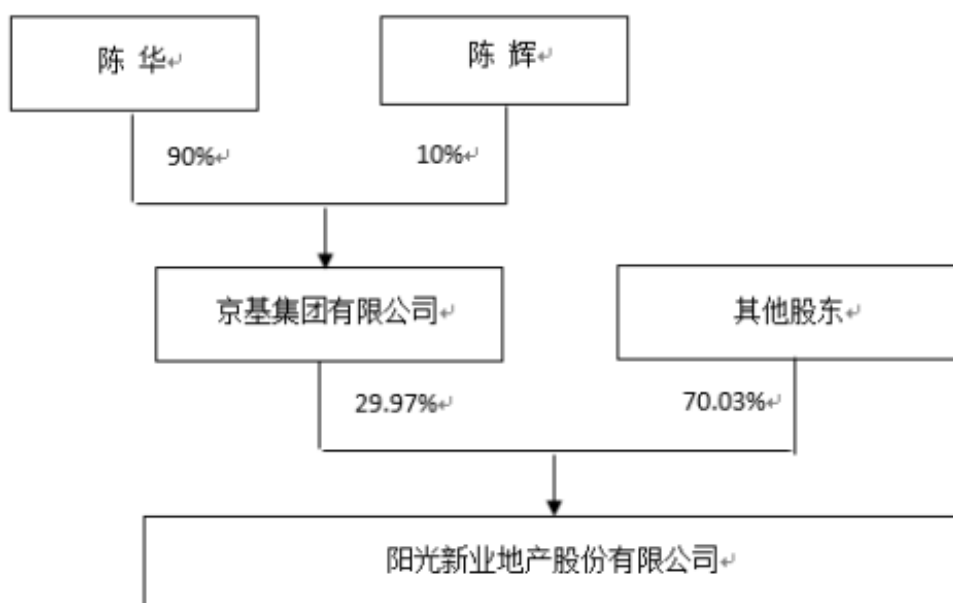 陈 华↵
陈 辉↵
90%↵
10%↵
京基集团有限公司↵
其他股东↵
29.97%↵
70.03%↵
阳光新业地产股份有限公司↵